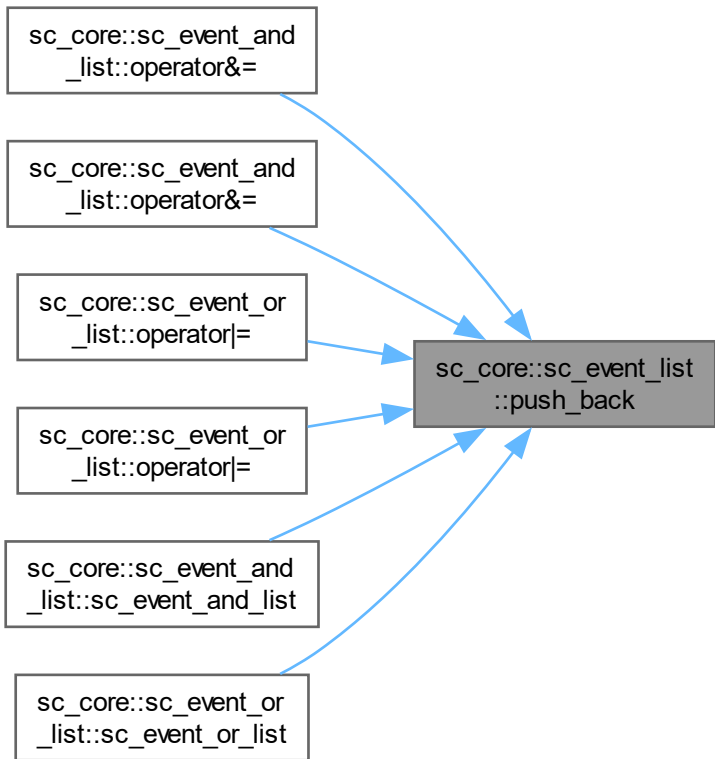 sc_core::sc_event_and
_list::operator&=
sc_core::sc_event_and
_list::operator&=
sc_core::sc_event_or
_list::operator|=
sc_core::sc_event_list
::push_back
sc_core::sc_event_or
_list::operator|=
sc_core::sc_event_and
_list::sc_event_and_list
sc_core::sc_event_or
_list::sc_event_or_list